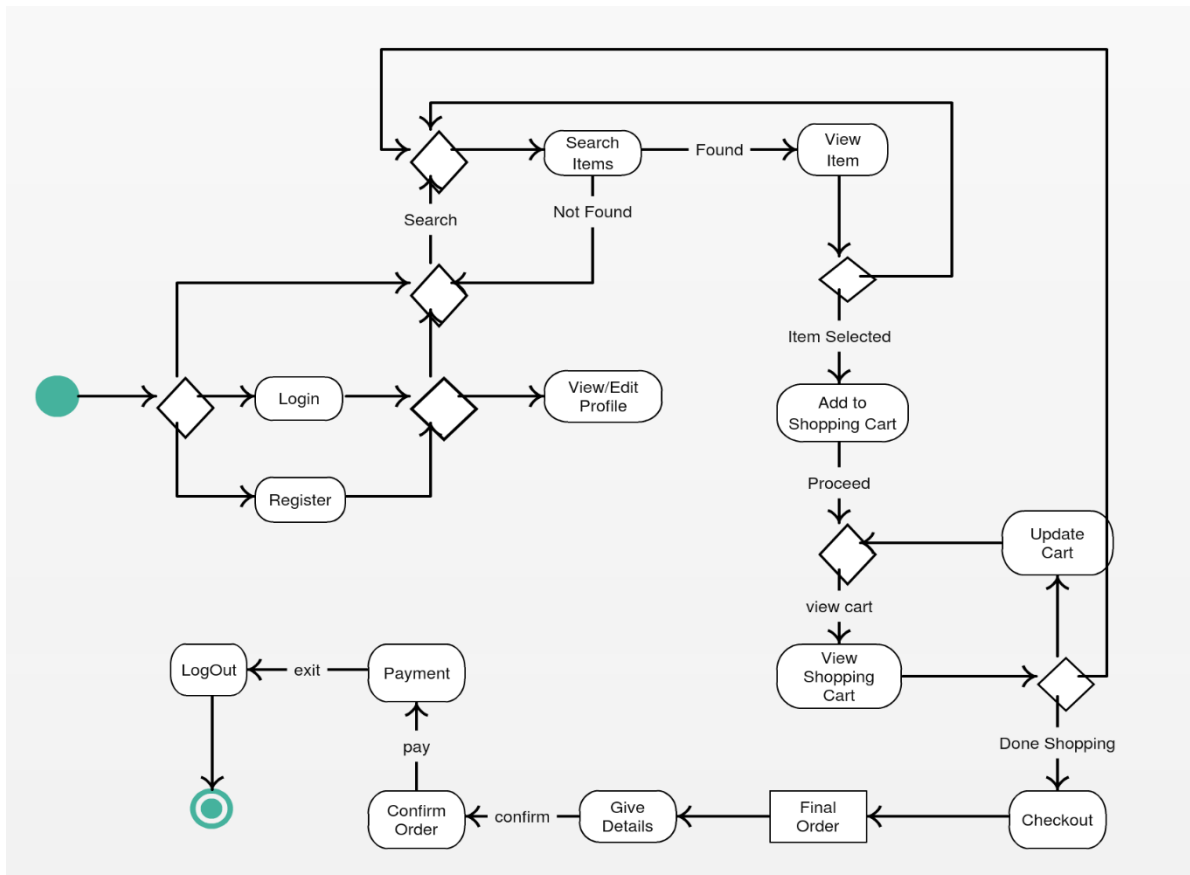 Search
Items
Found
View
Item
Search
Not Found
Item Selected
Login
View/Edit
Profile
Add to
Shopping Cart
Register
Proceed
Update
Cart
view cart
View
Shopping
Cart
LogOut
exit
Payment
Done Shopping
pay
Confirm
Order
confirm
Give
Details
Final
Order
Checkout